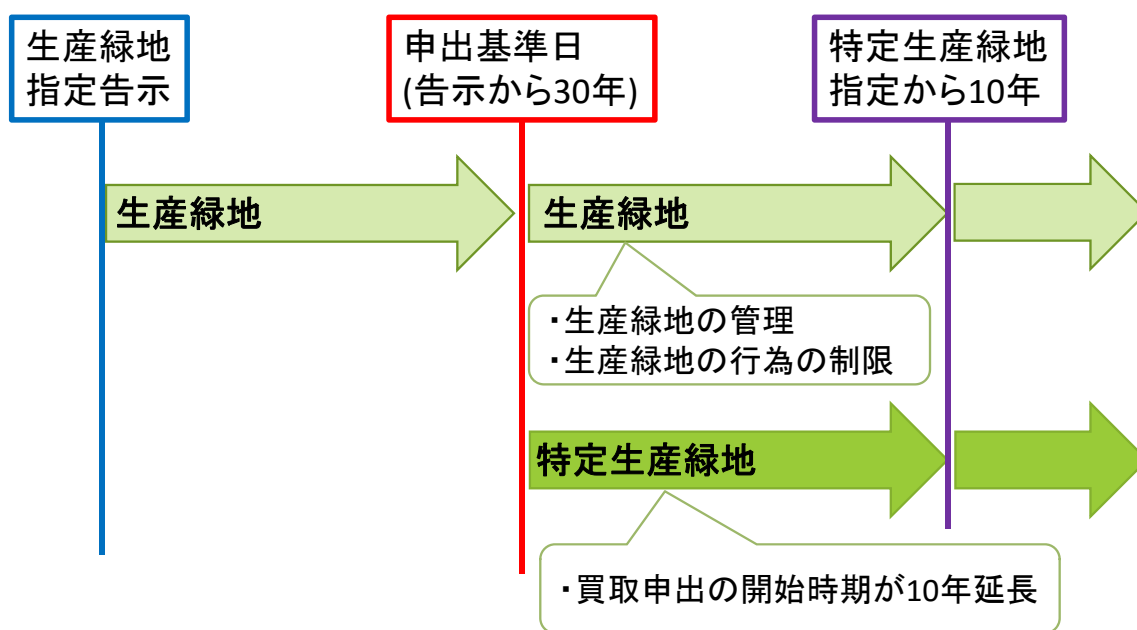 生産緑地
指定告示
申出基準日
(告示から30年)
特定生産緑地
指定から10年
生産緑地
生産緑地
・生産緑地の管理
・生産緑地の行為の制限
特定生産緑地
・買取申出の開始時期が10年延長